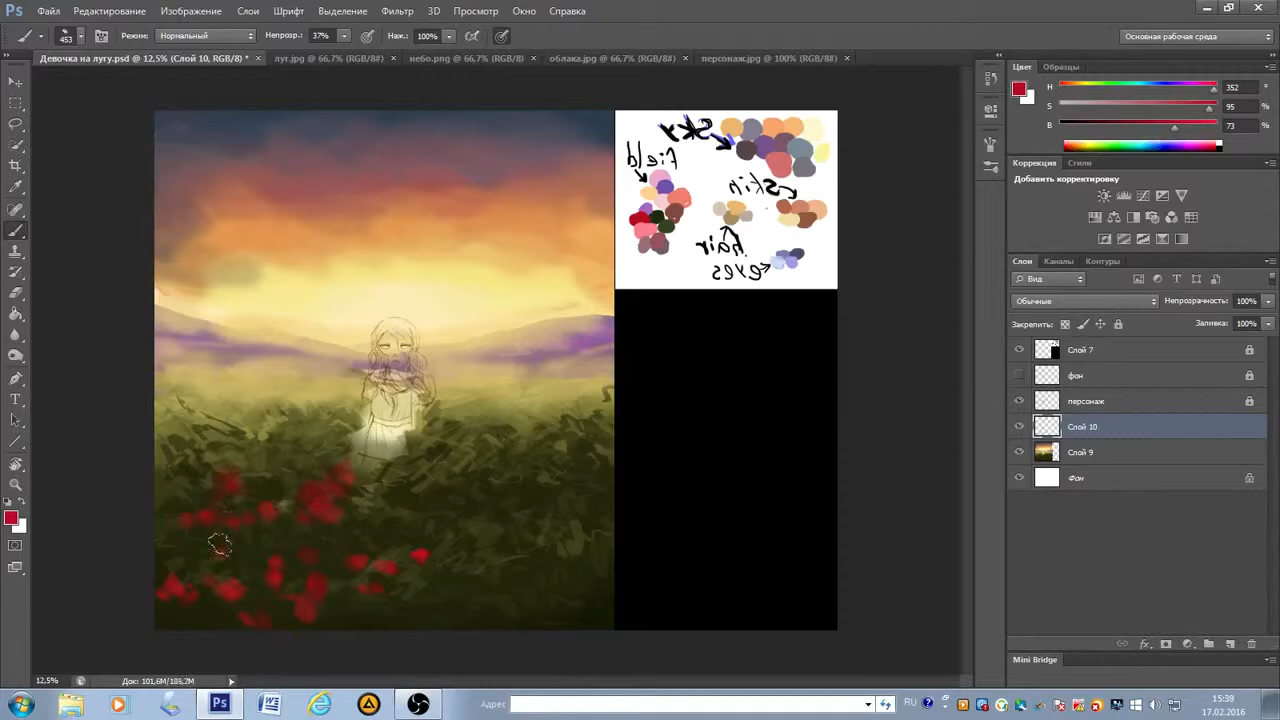 Ps Файл Редактирование Изображение Слои Шрифт Выделение Фильтр 3D Просмотр Окно Справка
453 Режим: Нормальный Непрозр.: 37% Наж.: 100% Основная рабочая среда
Девочка на лугу.psd @ 12,5% (Слой 10, RGB/8) * × луг.jpg @ 66,7% (RGB/8#) × небо.png @ 66,7% (RGB/8) × облака.jpg @ 66,7% (RGB/8#) × персонаж.jpg @ 100% (RGB/8#) ×
Цвет Образцы
H 352 °
S 95 %
B 73 %
Коррекция Стили
Добавить корректировку
Слои Каналы Контуры
Вид
Обычные Непрозрачность: 100%
Закрепить: Заливка: 100%
Слой 7
фон
персонаж
Слой 10
Слой 9
Фон
Mini Bridge
sky
field
skin
hair
eyes
12,5% Док: 101,6M/183,2M
Адрес RU 15:38
17.02.2016